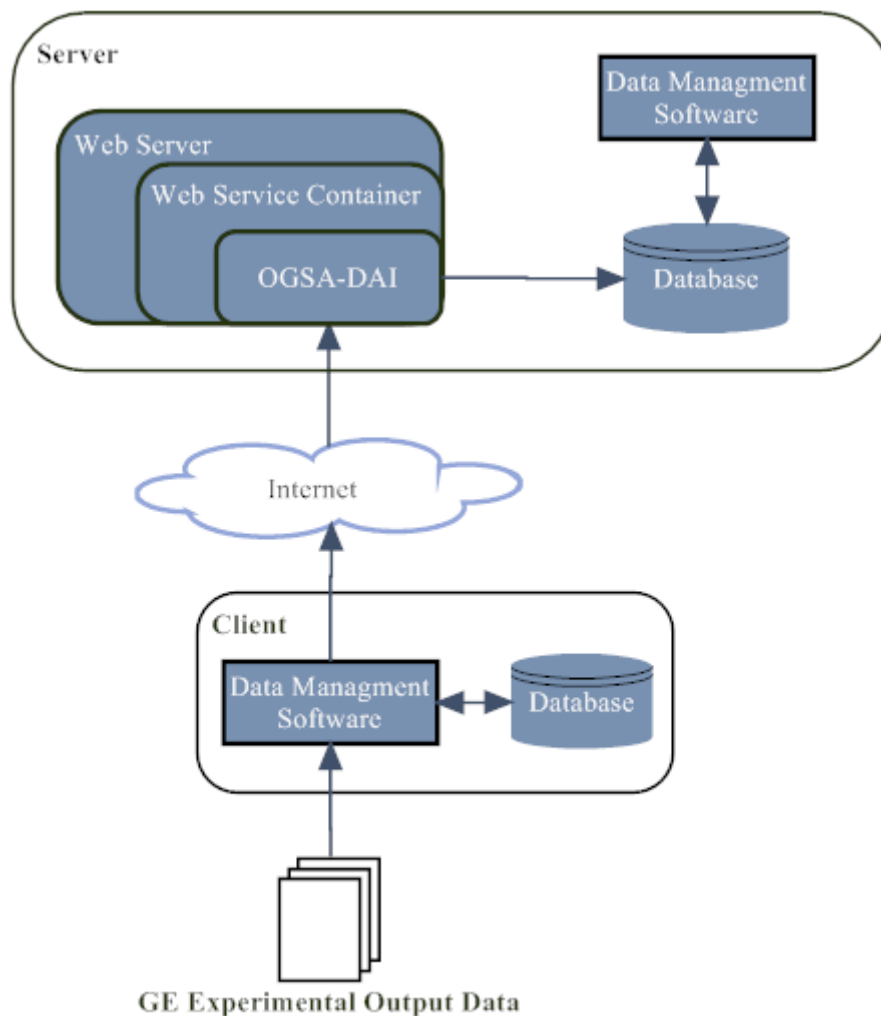 Server
Data Managment
Software
Web Server
Web Service Container
OGSA-DAI
Database
Internet
Client
Data Managment
Software
Database
GE Experimental Output Data